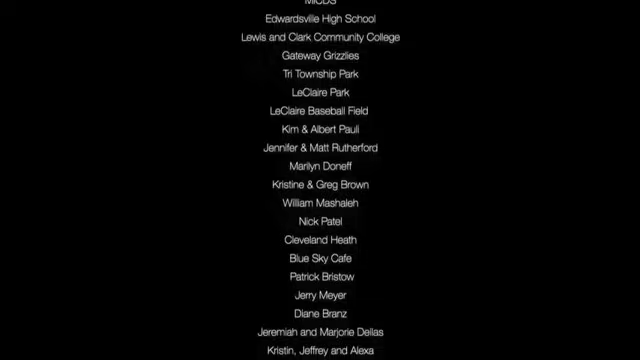 MICDS
Edwardsville High School
Lewis and Clark Community College
Gateway Grizzlies
Tri Township Park
LeClaire Park
LeClaire Baseball Field
Kim & Albert Pauli
Jennifer & Matt Rutherford
Marilyn Doneff
Kristine & Greg Brown
William Mashaleh
Nick Patel
Cleveland Heath
Blue Sky Cafe
Patrick Bristow
Jerry Meyer
Diane Branz
Jeremiah and Marjorie Dellas
Kristin, Jeffrey and Alexa